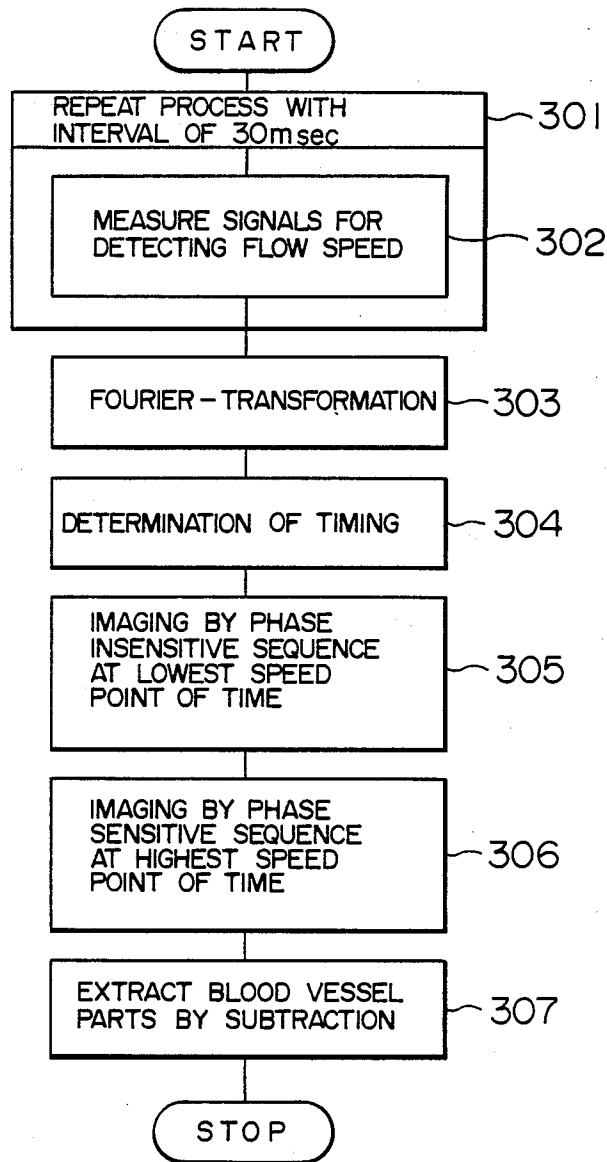 START
REPEAT PROCESS WITH
INTERVAL OF 30msec
301
MEASURE SIGNALS FOR
DETECTING FLOW SPEED
302
FOURIER-TRANSFORMATION
303
DETERMINATION OF TIMING
304
IMAGING BY PHASE
INSENSITIVE SEQUENCE
AT LOWEST SPEED
POINT OF TIME
305
IMAGING BY PHASE
SENSITIVE SEQUENCE
AT HIGHEST SPEED
POINT OF TIME
306
EXTRACT BLOOD VESSEL
PARTS BY SUBTRACTION
307
STOP